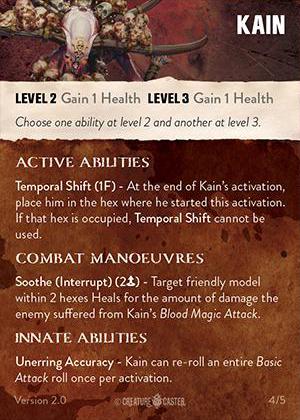 KAIN
LEVEL 2 Gain 1 Health LEVEL 3 Gain 1 Health
Choose one ability at level 2 and another at level 3.
ACTIVE ABILITIES
Temporal Shift (1F) - At the end of Kain's activation,
place him in the hex where he started this activation.
If that hex is occupied, Temporal Shift cannot be
used.
COMBAT MANOEUVRES
Soothe (Interrupt) (2) - Target friendly model
within 2 hexes Heals for the amount of damage the
enemy suffered from Kain's Blood Magic Attack.
INNATE ABILITIES
Unerring Accuracy - Kain can re-roll an entire Basic
Attack roll once per activation.
Version 2.0 © CREATURE CASTER 4/5